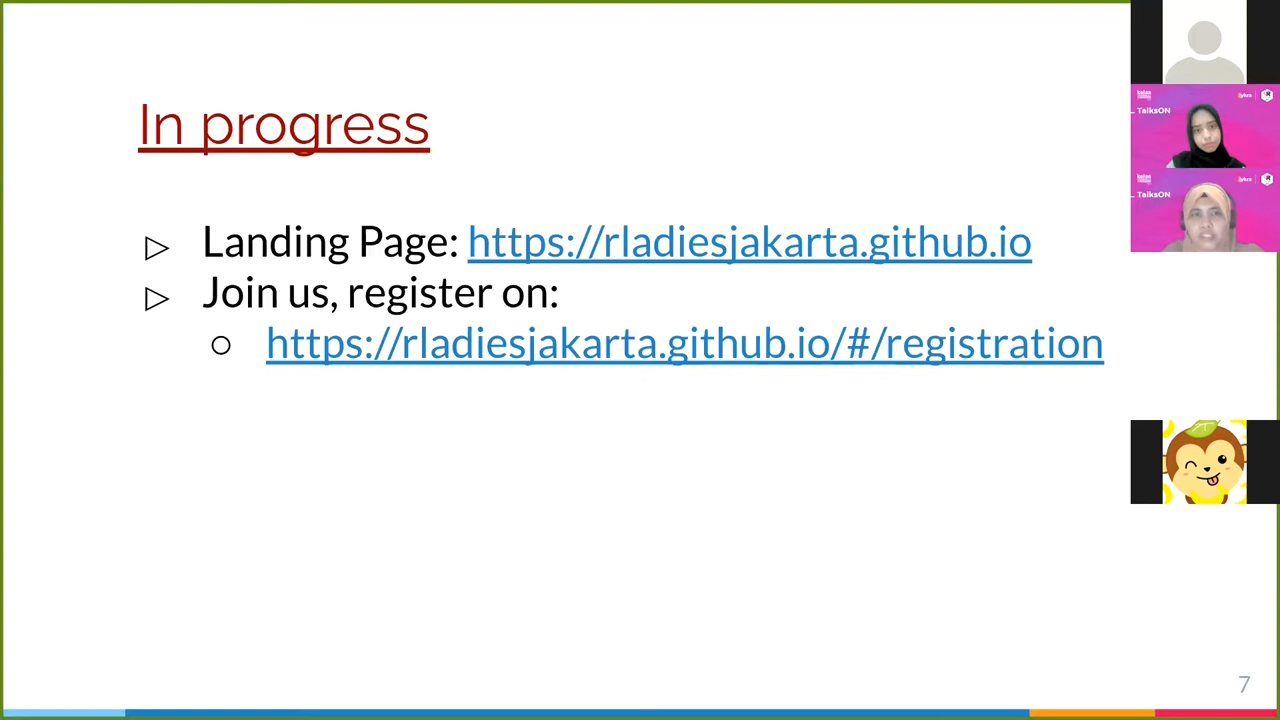 In progress
▷ Landing Page: https://rladiesjakarta.github.io
▷ Join us, register on:
○ https://rladiesjakarta.github.io/#/registration
TalksON
TalksON
7